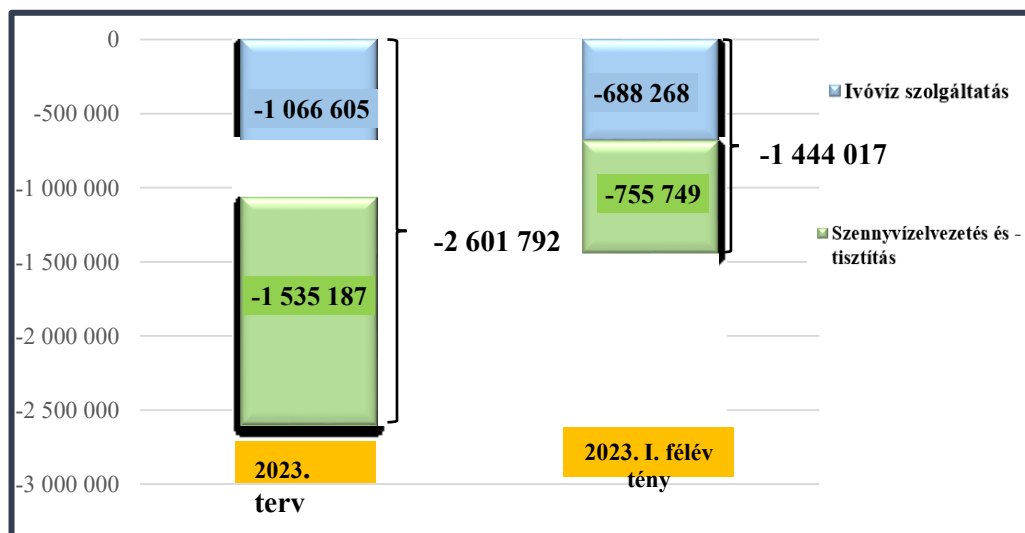 0
-500 000
-1 000 000
-1 500 000
-2 000 000
-2 500 000
-3 000 000
-1 066 605
-1 535 187
-2 601 792
-688 268
-755 749
-1 444 017
2023.
terv
2023. I. félév
tény
Ivóvíz szolgáltatás
Szennyvízelvezetés és -
tisztítás